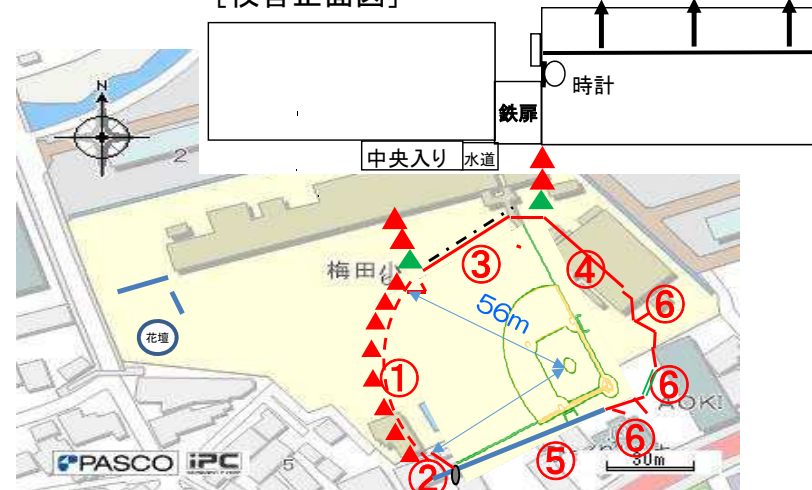 [校舎正面図]
時計
鉄扉
中央入り
水道
N
2
梅田小
③
④
⑥
56m
花壇
①
⑥
AOKI
⑥
②
⑤
30m
5
PASCO iPC